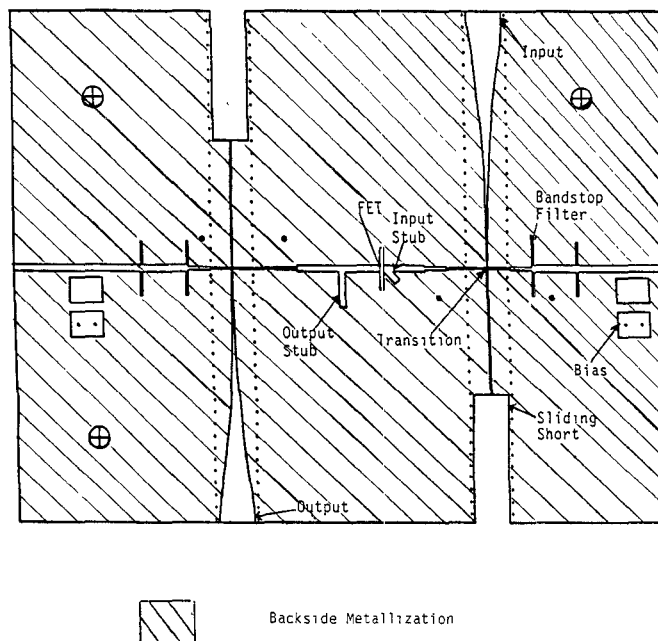 Input
Bandstop
Filter
FET
Input
Stub
Output
Stub
Transition
Bias
Sliding
Short
Output
Backside Metallization